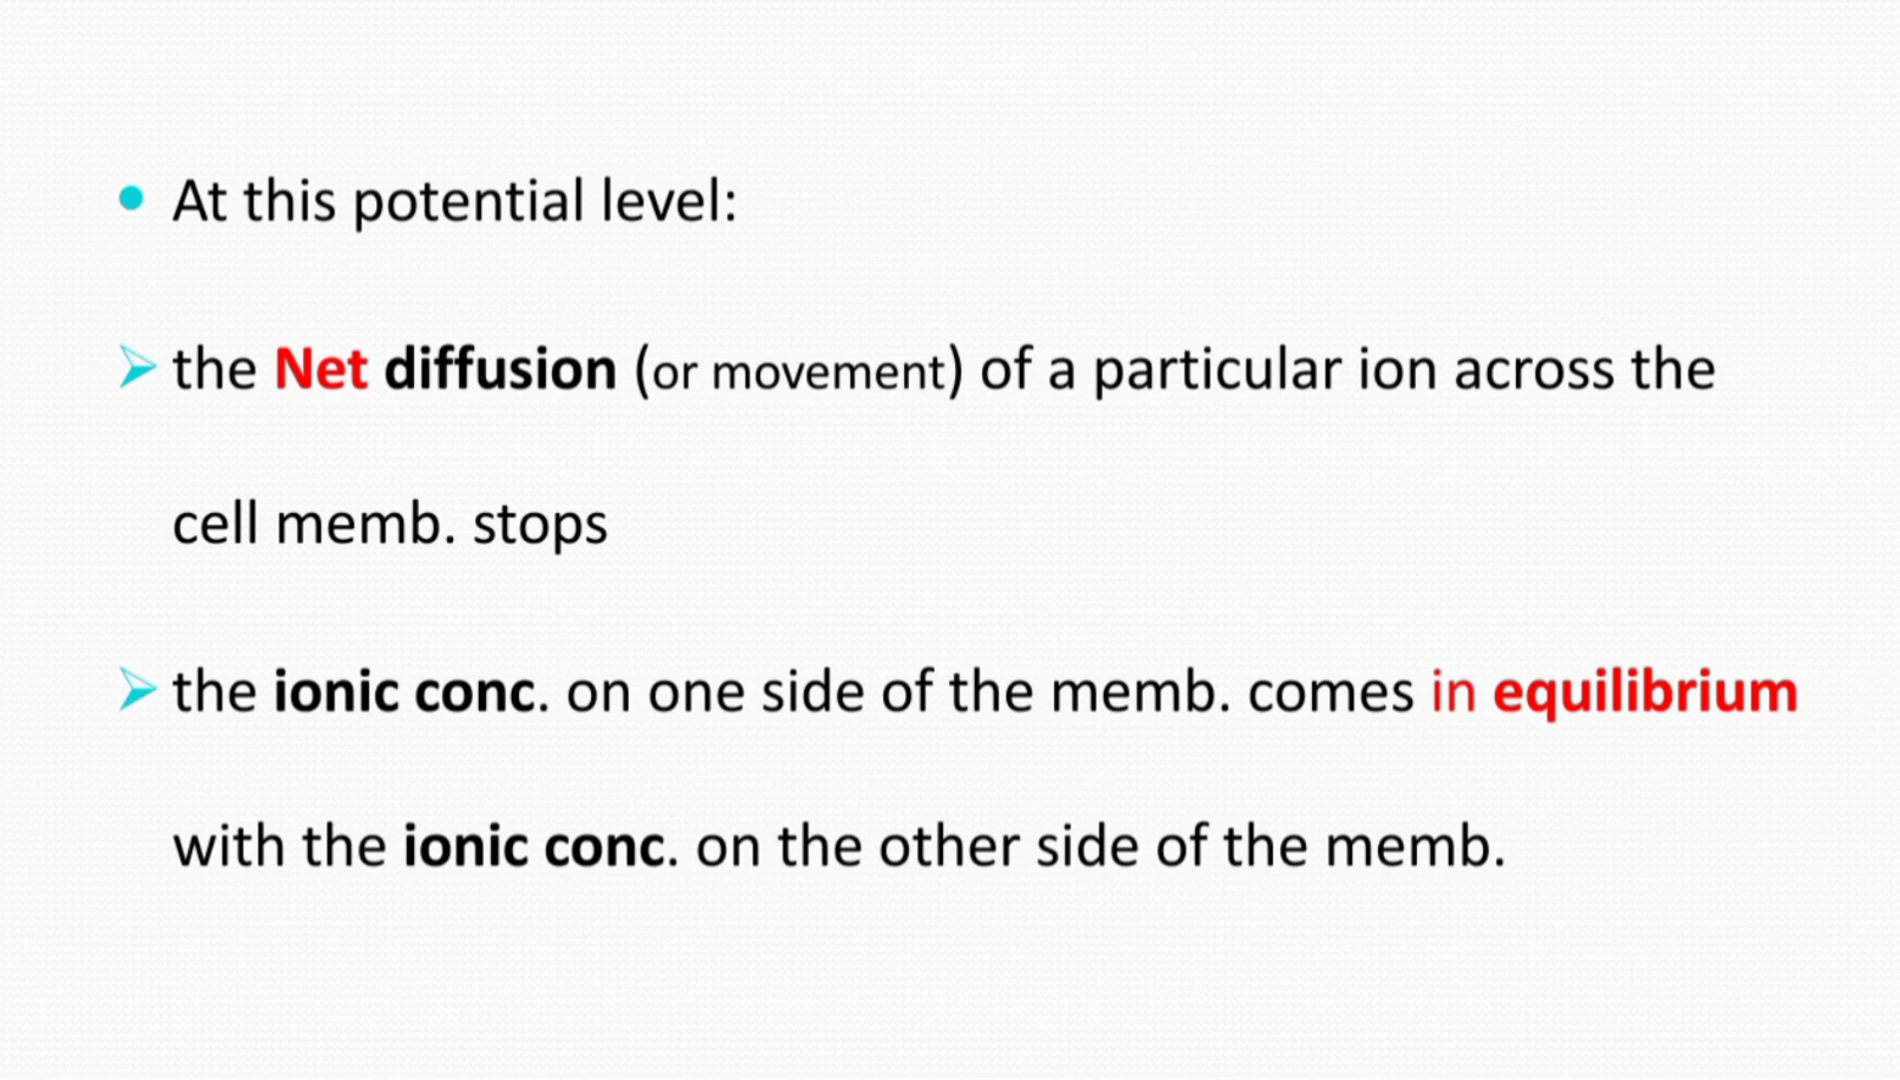 At this potential level:
the Net diffusion (or movement) of a particular ion across the
cell memb. stops
the ionic conc. on one side of the memb. comes in equilibrium
with the ionic conc. on the other side of the memb.